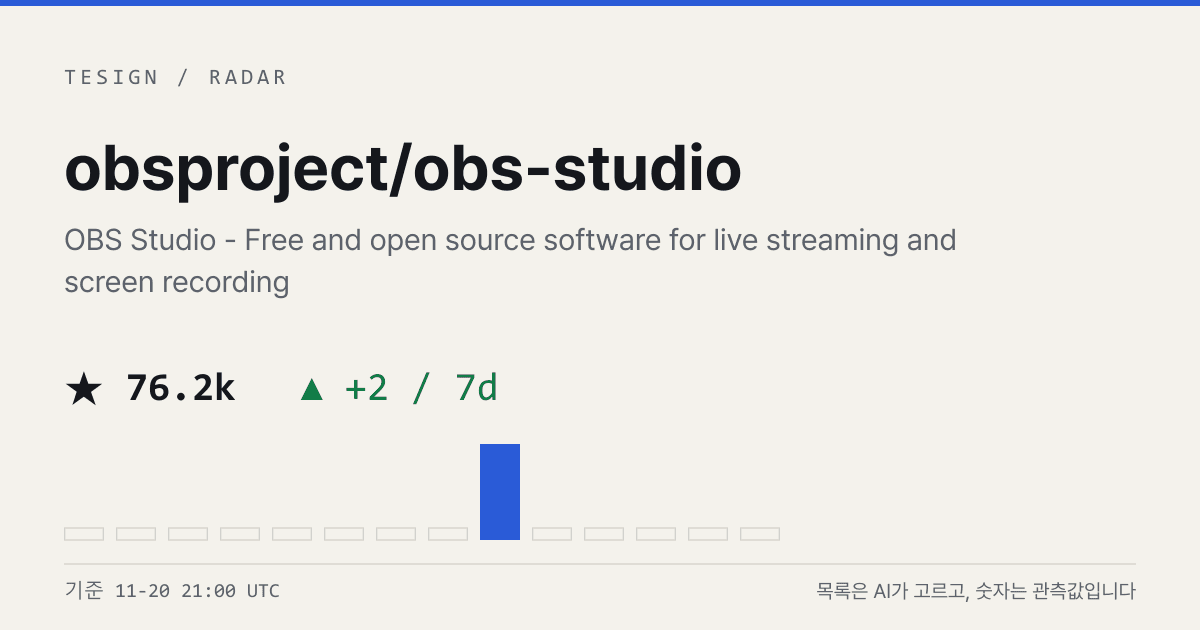 TESIGN / RADAR
obsproject/obs-studio
OBS Studio - Free and open source software for live streaming and
screen recording
★ 76.2k ▲ +2 / 7d
기준 11-20 21:00 UTC
목록은 AI가 고르고, 숫자는 관측값입니다